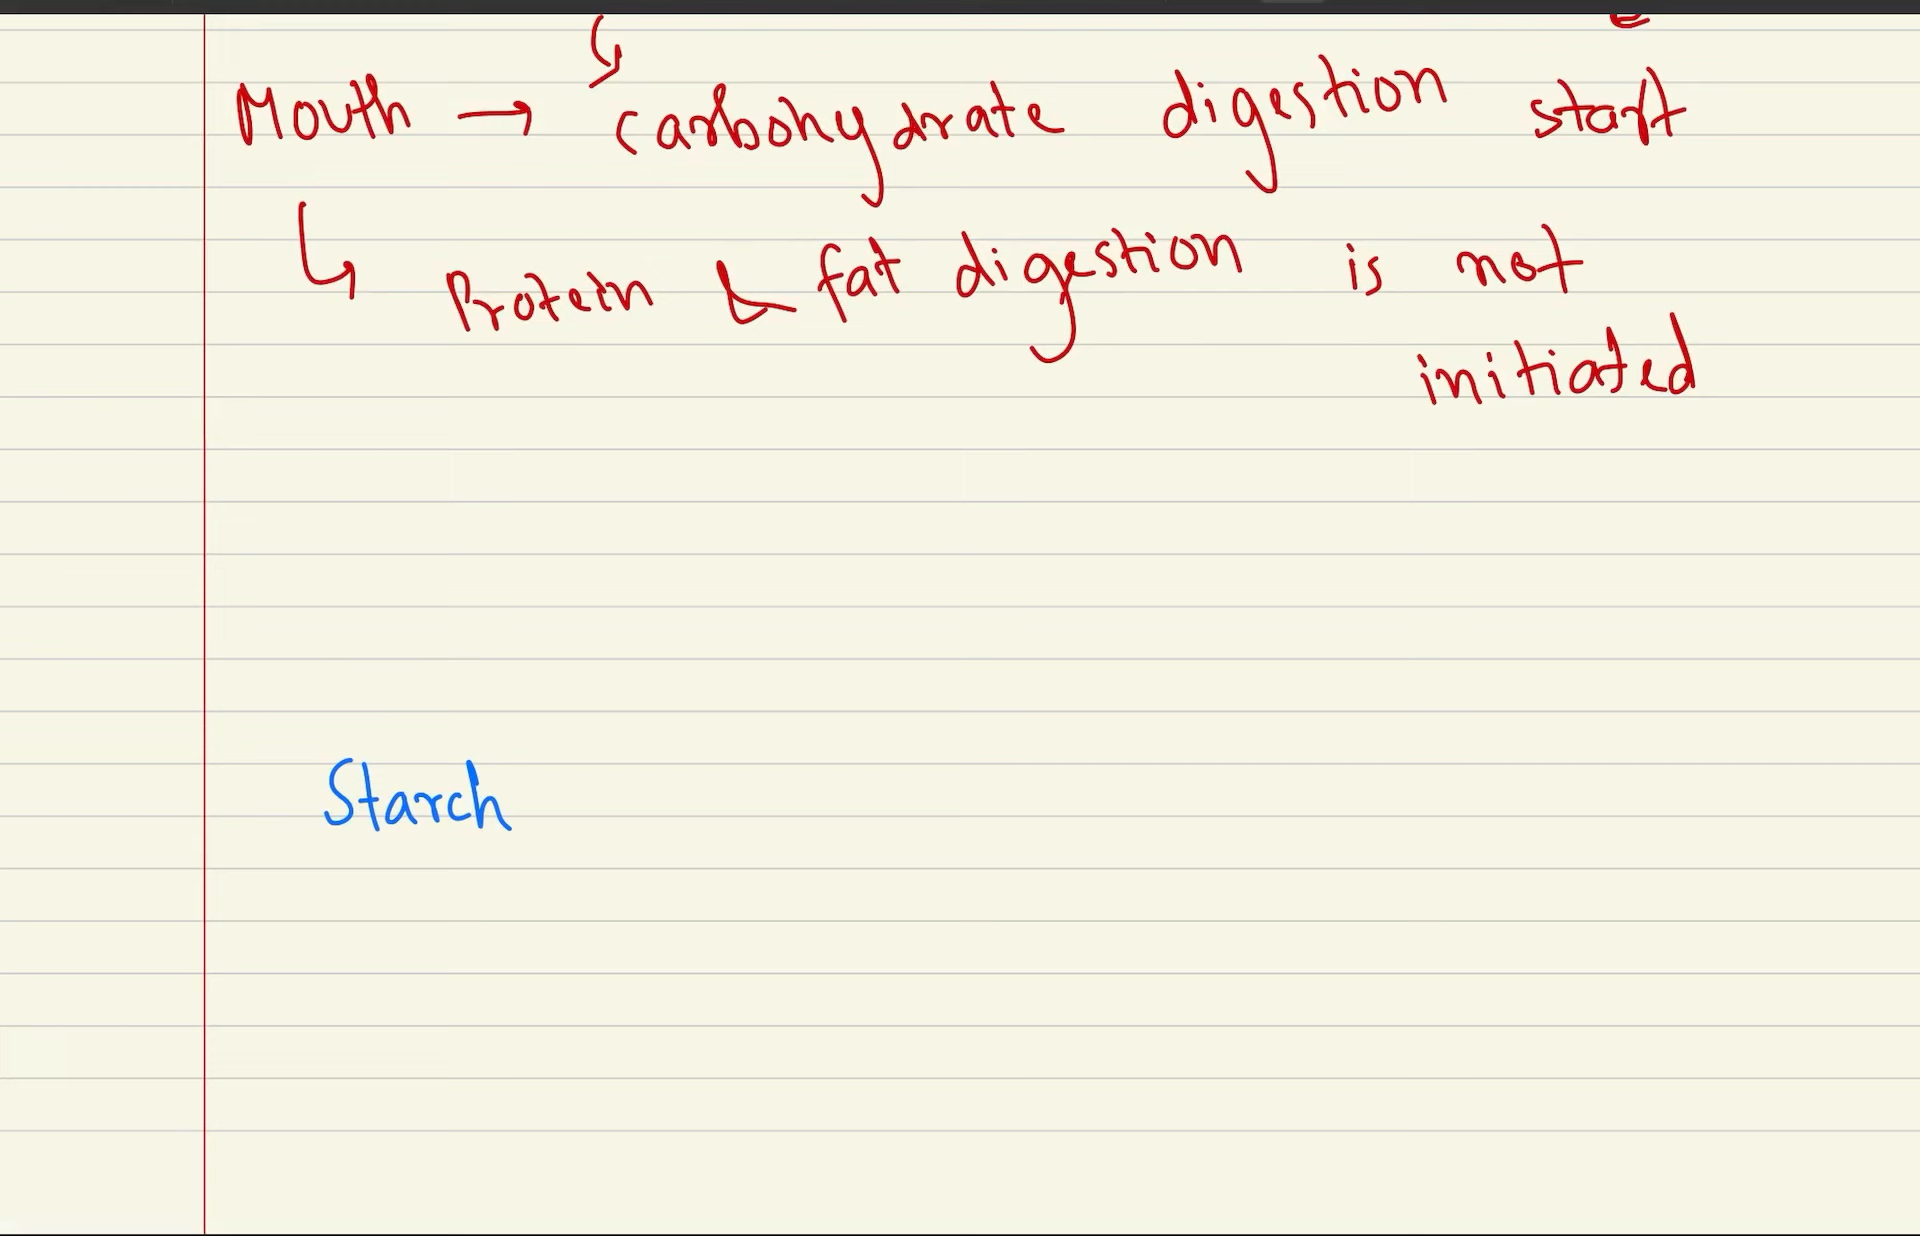 Mouth → carbohydrate digestion start
↳ Protein & fat digestion is not
initiated
Starch